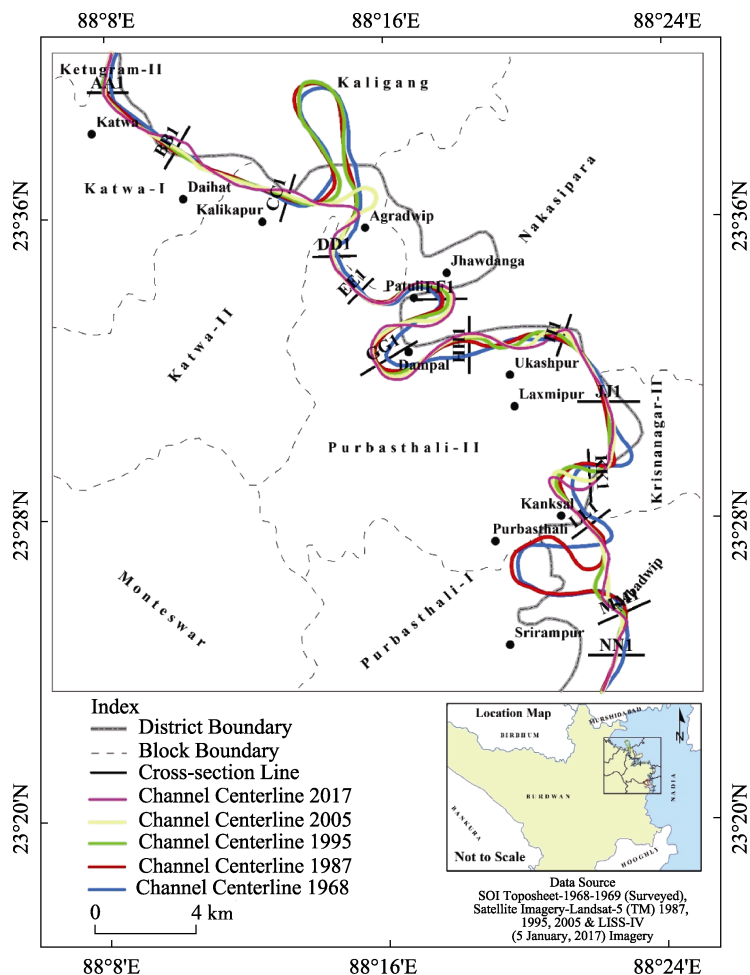 88°8'E 88°16'E 88°24'E
Ketugram-II
AA1
Kaligang
Katwa
BB1
Katwa-I
Daihat
CC1
Kalikapur
Agradwip
Nakasipara
23°36'N 23°36'N
DD1
Jhawdanga
EE1
Patuli
FF1
Katwa-II
GG1
HH1
Dampal
Ukashpur
JJ1
Laxmipur
Krisnanagar-II
Purbasthali-II
KK1
Kanksal
23°28'N 23°28'N
Purbasthali
Monteswar
Purbasthali-I
Srirampur
NN1
Index
District Boundary
Block Boundary
Cross-section Line
Channel Centerline 2017
Channel Centerline 2005
Channel Centerline 1995
Channel Centerline 1987
Channel Centerline 1968
0 4 km
Location Map
MURSHIDABAD
N
BIRDHUM
BURDWAN
NADIA
BANKURA
Not to Scale
HOOGHLY
23°20'N 23°20'N
Data Source
SOI Toposheet-1968-1969 (Surveyed),
Satellite Imagery-Landsat-5 (TM) 1987,
1995, 2005 & LISS-IV
(5 January, 2017) Imagery
88°8'E 88°16'E 88°24'E